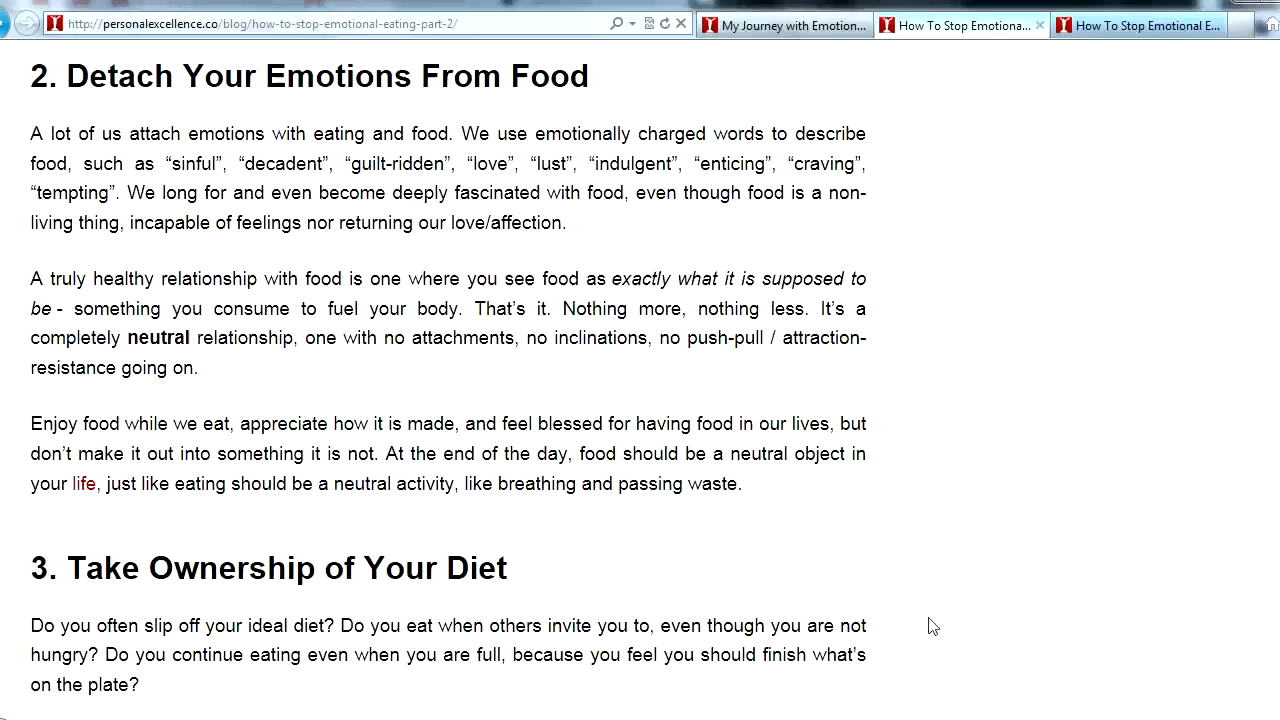 http://personalexcellence.co/blog/how-to-stop-emotional-eating-part-2/
My Journey with Emotion...
How To Stop Emotiona...
How To Stop Emotional E...
2. Detach Your Emotions From Food
A lot of us attach emotions with eating and food. We use emotionally charged words to describe
food, such as “sinful”, “decadent”, “guilt-ridden”, “love”, “lust”, “indulgent”, “enticing”, “craving”,
“tempting”. We long for and even become deeply fascinated with food, even though food is a non-
living thing, incapable of feelings nor returning our love/affection.
A truly healthy relationship with food is one where you see food as exactly what it is supposed to
be - something you consume to fuel your body. That’s it. Nothing more, nothing less. It’s a
completely neutral relationship, one with no attachments, no inclinations, no push-pull / attraction-
resistance going on.
Enjoy food while we eat, appreciate how it is made, and feel blessed for having food in our lives, but
don’t make it out into something it is not. At the end of the day, food should be a neutral object in
your life, just like eating should be a neutral activity, like breathing and passing waste.
3. Take Ownership of Your Diet
Do you often slip off your ideal diet? Do you eat when others invite you to, even though you are not
hungry? Do you continue eating even when you are full, because you feel you should finish what’s
on the plate?